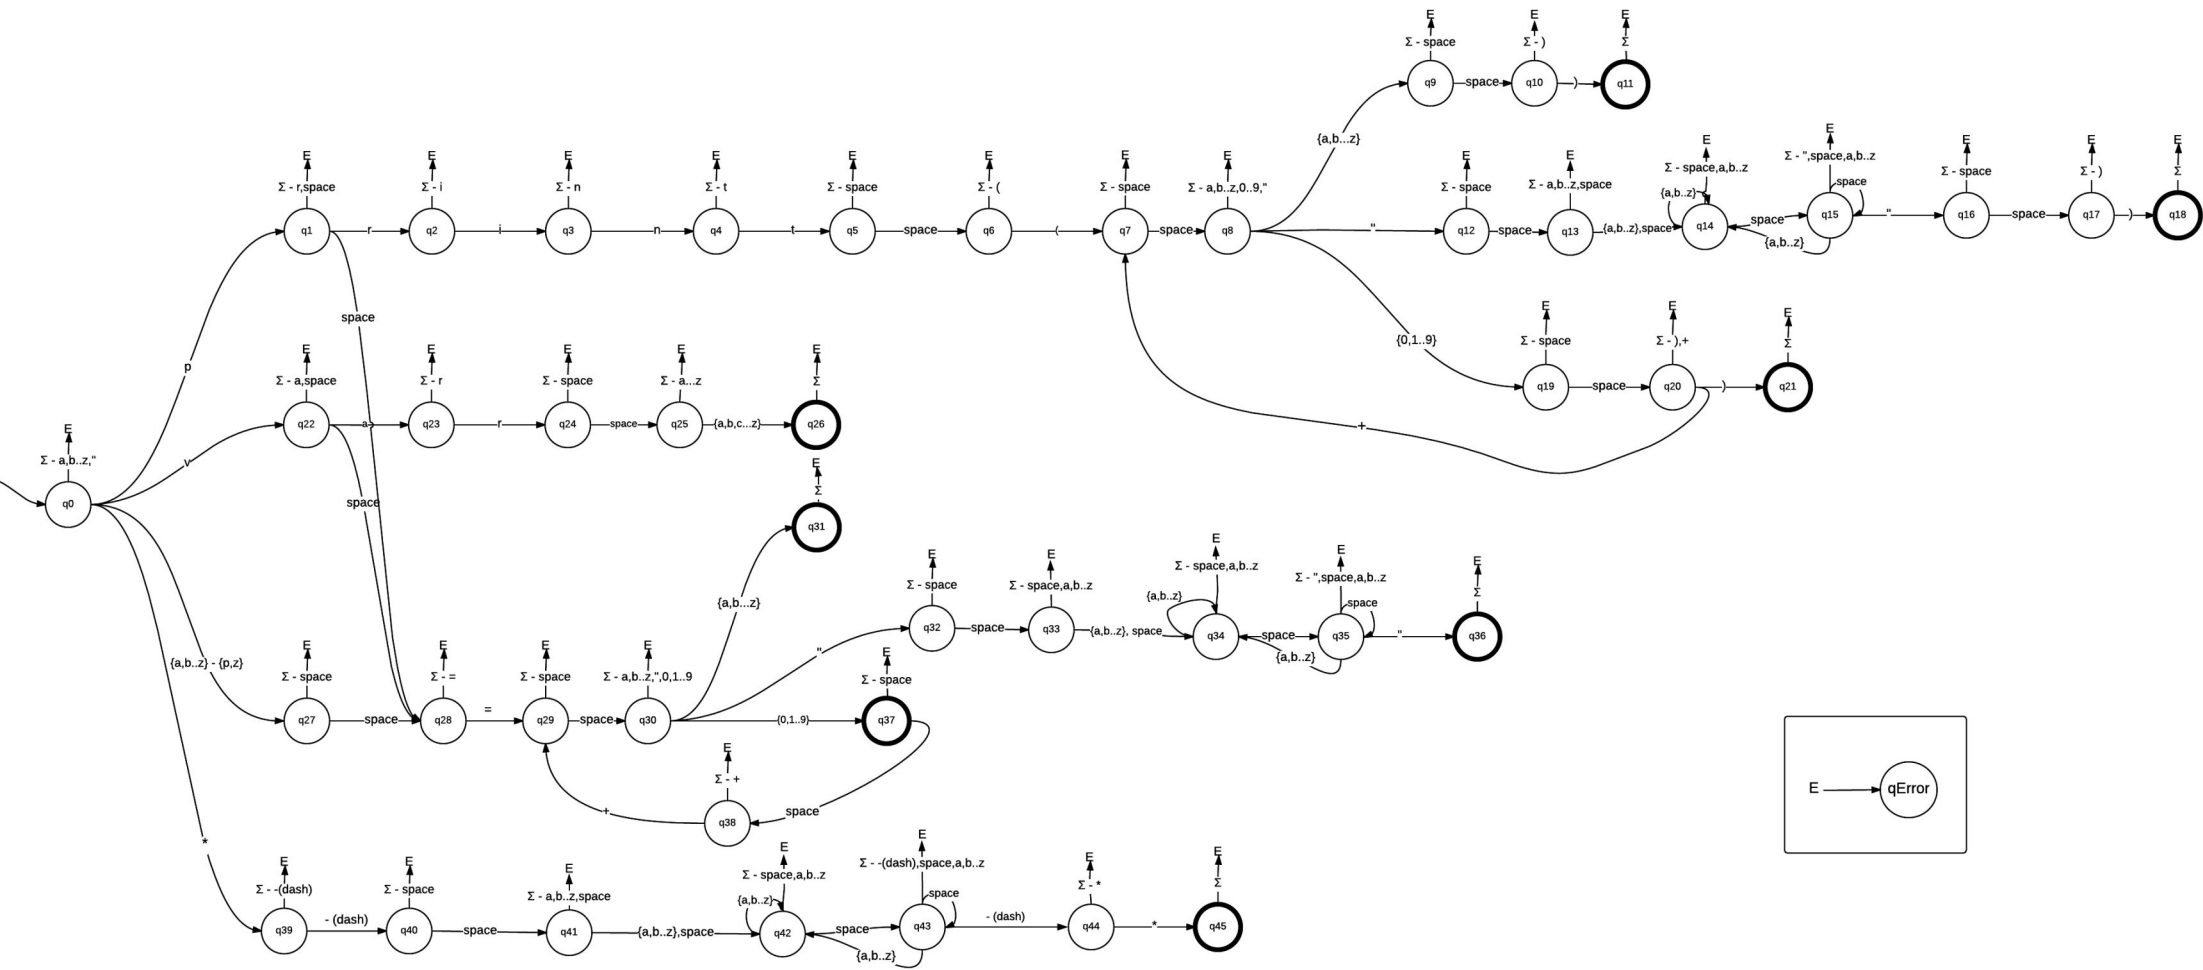 E E E
Σ - space Σ - ) Σ
q9 space q10 ) q11
{a,b...z}
E E E E E E E E
Σ - r,space Σ - i Σ - n Σ - t Σ - space Σ - ( Σ - space Σ - a,b..z,0..9,"
q1 r q2 i q3 n q4 t q5 space q6 ( q7 space q8
E E E E E E E
Σ - space Σ - a,b..z,space Σ - space,a,b..z Σ - ",space,a,b..z Σ - space Σ - ) Σ
{a,b..z} space
" q12 space q13 {a,b..z},space q14 space q15 " q16 space q17 ) q18
{a,b..z}
space
p
{0,1..9}
E E E
Σ - space Σ - ),+ Σ
q19 space q20 ) q21
+
E E E E E
Σ - a,space Σ - r Σ - space Σ - a...z Σ
q22 a q23 r q24 space q25 {a,b,c...z} q26
v
space
E
Σ - a,b..z,"
q0
E
Σ
q31
{a,b...z}
E E E E E
Σ - space Σ - space,a,b..z Σ - space,a,b..z Σ - ",space,a,b..z Σ
{a,b..z} space
" q32 space q33 {a,b..z}, space q34 space q35 " q36
{a,b..z}
{a,b..z} - {p,z}
E E E E E
Σ - space Σ - = Σ - space Σ - a,b..z,",0,1..9 Σ - space
q27 space q28 = q29 space q30 {0,1..9} q37
E
Σ - +
+ q38 space
*
E E E E E E E
Σ - -(dash) Σ - space Σ - a,b..z,space Σ - space,a,b..z Σ - -(dash),space,a,b..z Σ - * Σ
{a,b..z} space
q39 - (dash) q40 space q41 {a,b..z},space q42 space q43 - (dash) q44 * q45
{a,b..z}
E qError